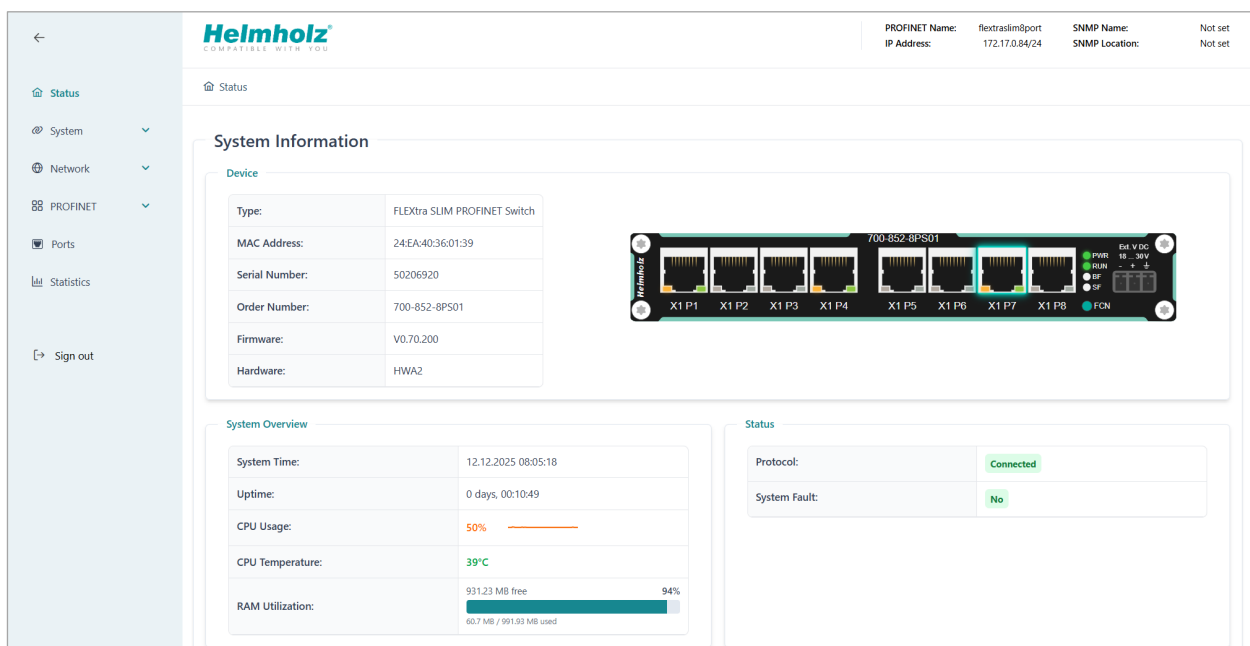 Helmholz®
COMPATIBLE WITH YOU
PROFINET Name: flextraslim8port SNMP Name: Not set
IP Address: 172.17.0.84/24 SNMP Location: Not set
Status
System
Network
PROFINET
Ports
Statistics
Sign out
Status
System Information
Device
Type: FLEXtra SLIM PROFINET Switch
MAC Address: 24:EA:40:36:01:39
Serial Number: 50206920
Order Number: 700-852-8PS01
Firmware: V0.70.200
Hardware: HWA2
700-852-8PS01
Helmholz
Ext. V DC
18 ... 30 V
PWR
RUN - +
BF
SF
X1 P1 X1 P2 X1 P3 X1 P4 X1 P5 X1 P6 X1 P7 X1 P8 FCN
System Overview
System Time: 12.12.2025 08:05:18
Uptime: 0 days, 00:10:49
CPU Usage: 50%
CPU Temperature: 39°C
RAM Utilization:
931.23 MB free 94%
60.7 MB / 991.93 MB used
Status
Protocol: Connected
System Fault: No